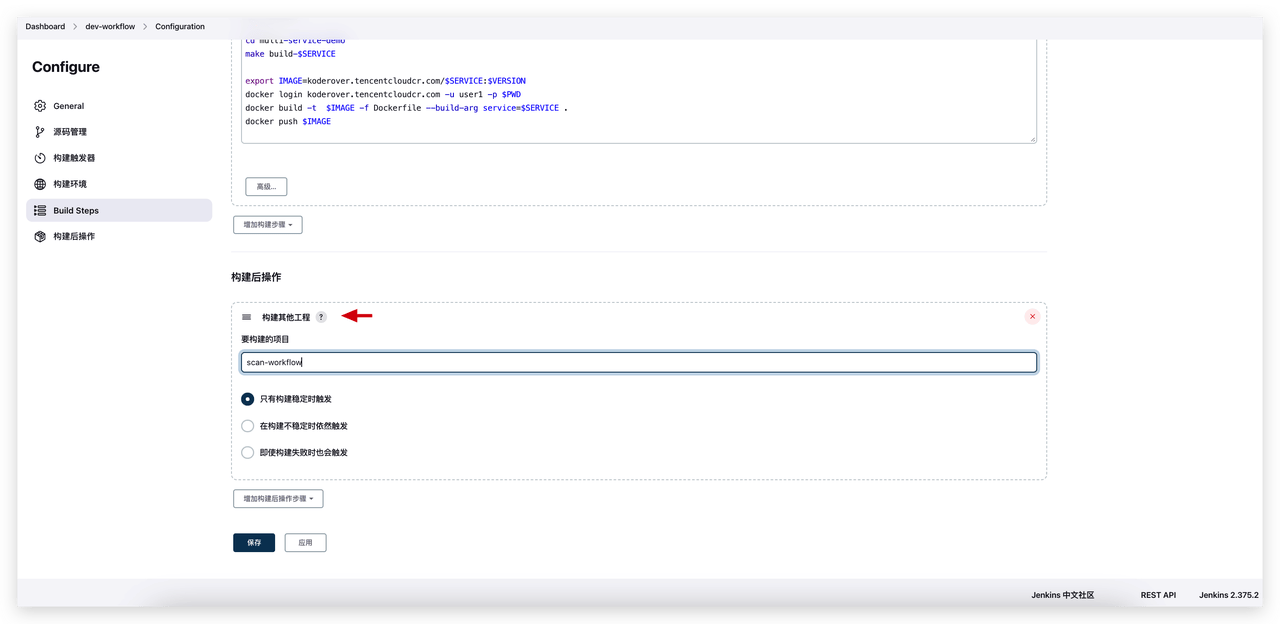 Dashboard > dev-workflow > Configuration
Configure
General
源码管理
构建触发器
构建环境
Build Steps
构建后操作
cd multi-service-demo
make build-$SERVICE
export IMAGE=koderover.tencentcloudcr.com/$SERVICE:$VERSION
docker login koderover.tencentcloudcr.com -u user1 -p $PWD
docker build -t  $IMAGE -f Dockerfile --build-arg service=$SERVICE .
docker push $IMAGE
高级...
增加构建步骤
构建后操作
构建其他工程 ?
要构建的项目
scan-workflow
只有构建稳定时触发
在构建不稳定时依然触发
即使构建失败时也会触发
增加构建后操作步骤
保存 应用
Jenkins 中文社区 REST API Jenkins 2.375.2